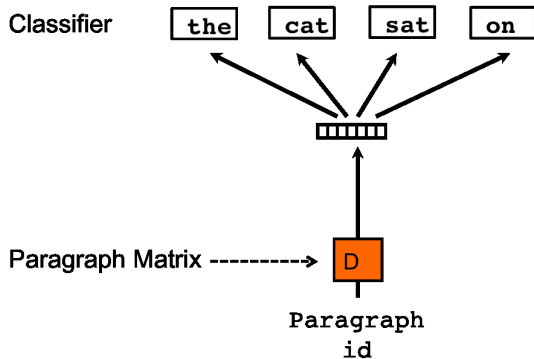 Classifier the cat sat on
Paragraph Matrix D
Paragraph
id